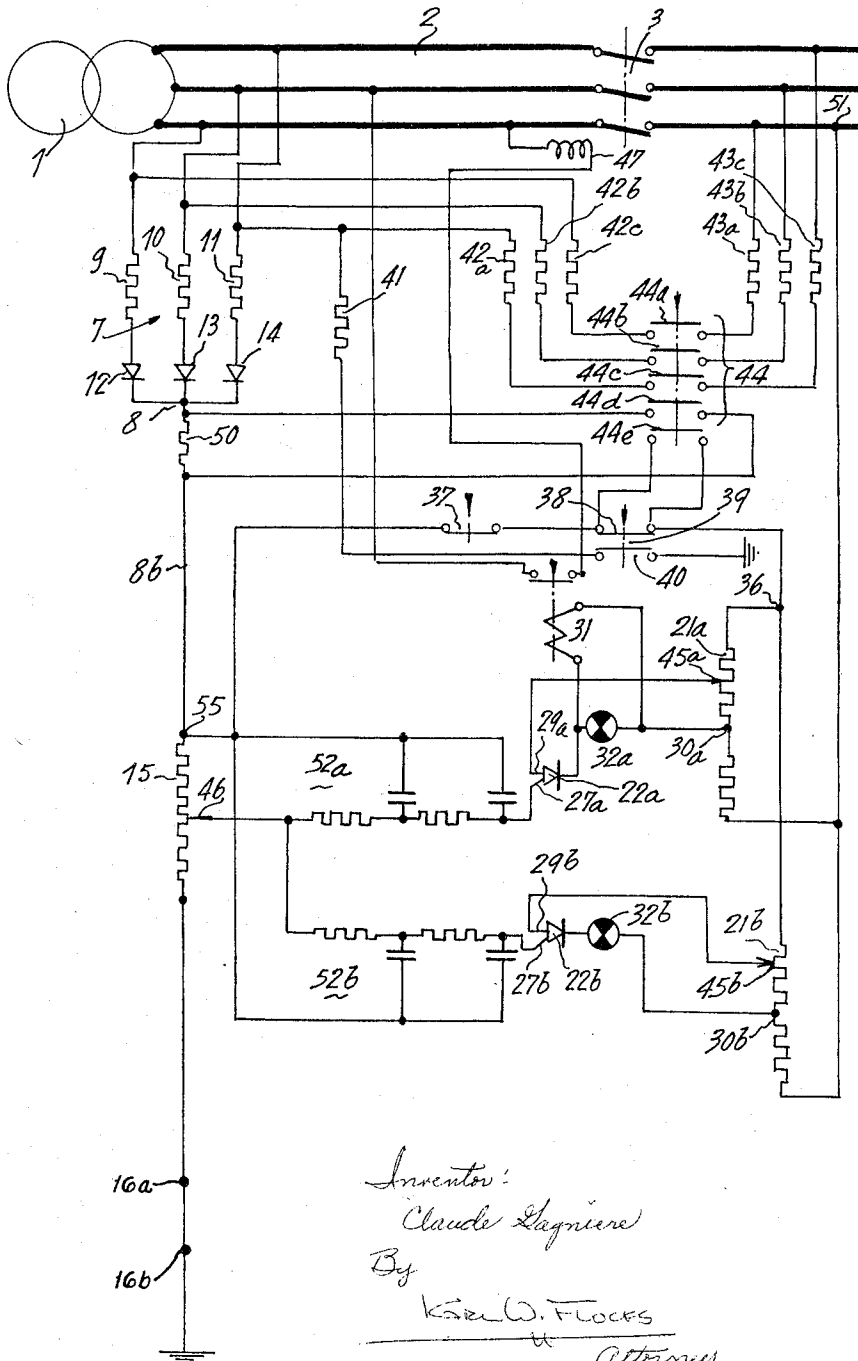 2
3
1
51
47
43c
42b
43b
42c
43a
10
11
9
42a
41
44a
7
44b
13
14
44c
44
12
44d
8
44e
50
37
38
39
8b
40
36
31
21a
45a
55
29a
15
52a
32a
30a
46
27a
22a
29b
32b
21b
52b
27b
22b
45b
30b
16a
16b
Inventor:
Claude Gagniere
By
Karl W. Flocks
Attorney